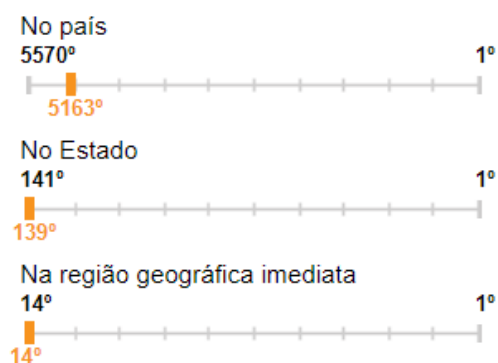 No país
5570º 1º
5163º
No Estado
141º 1º
139º
Na região geográfica imediata
14º 1º
14º